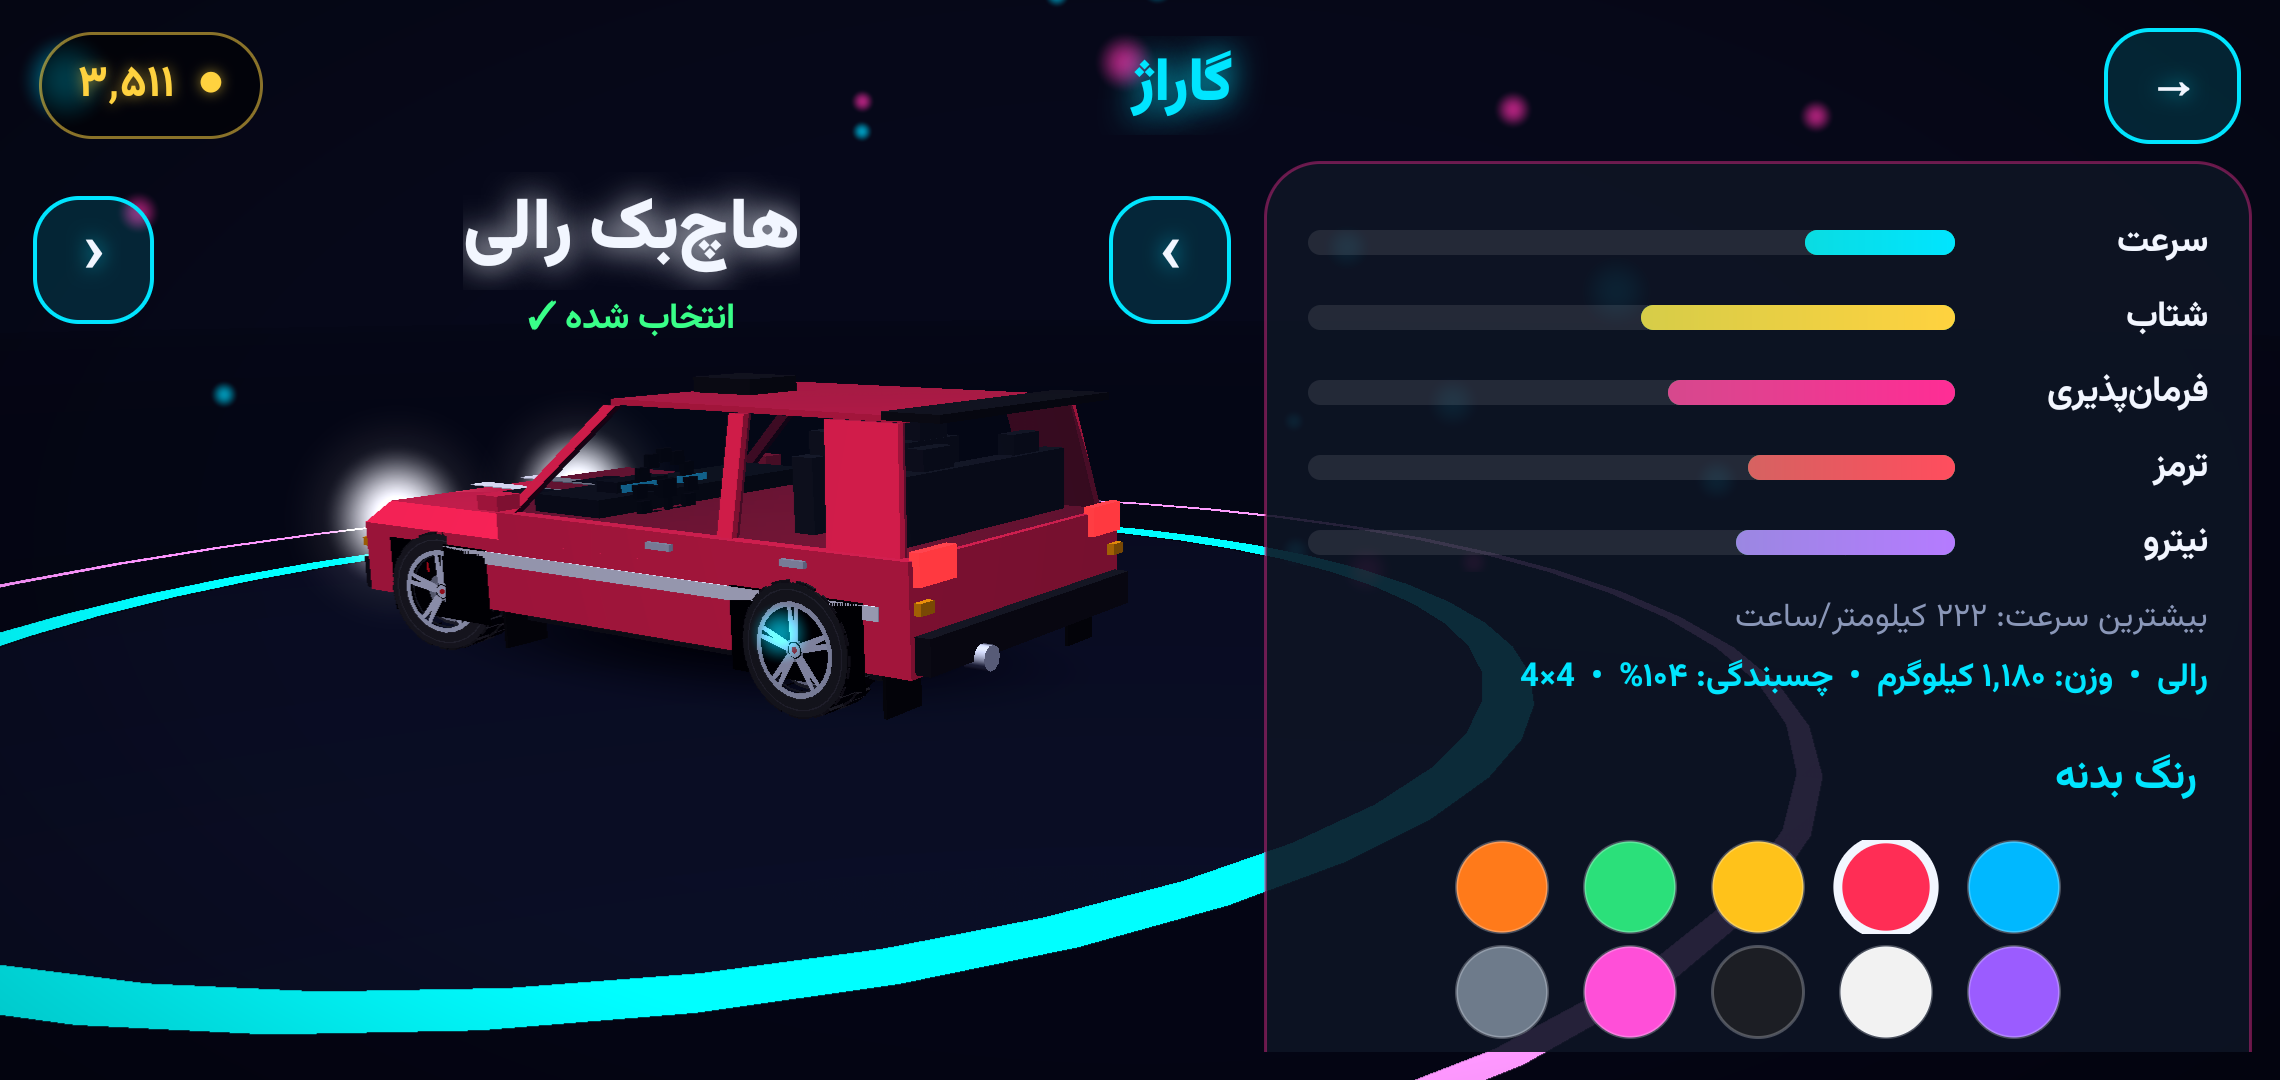 →
گاراژ
۳,۵۱۱
هاچ‌بک رالی
انتخاب شده ✓
سرعت
شتاب
فرمان‌پذیری
ترمز
نیترو
بیشترین سرعت: ۲۲۲ کیلومتر/ساعت
رالی • وزن: ۱,۱۸۰ کیلوگرم • چسبندگی: ۱۰۴% • 4×4
رنگ بدنه